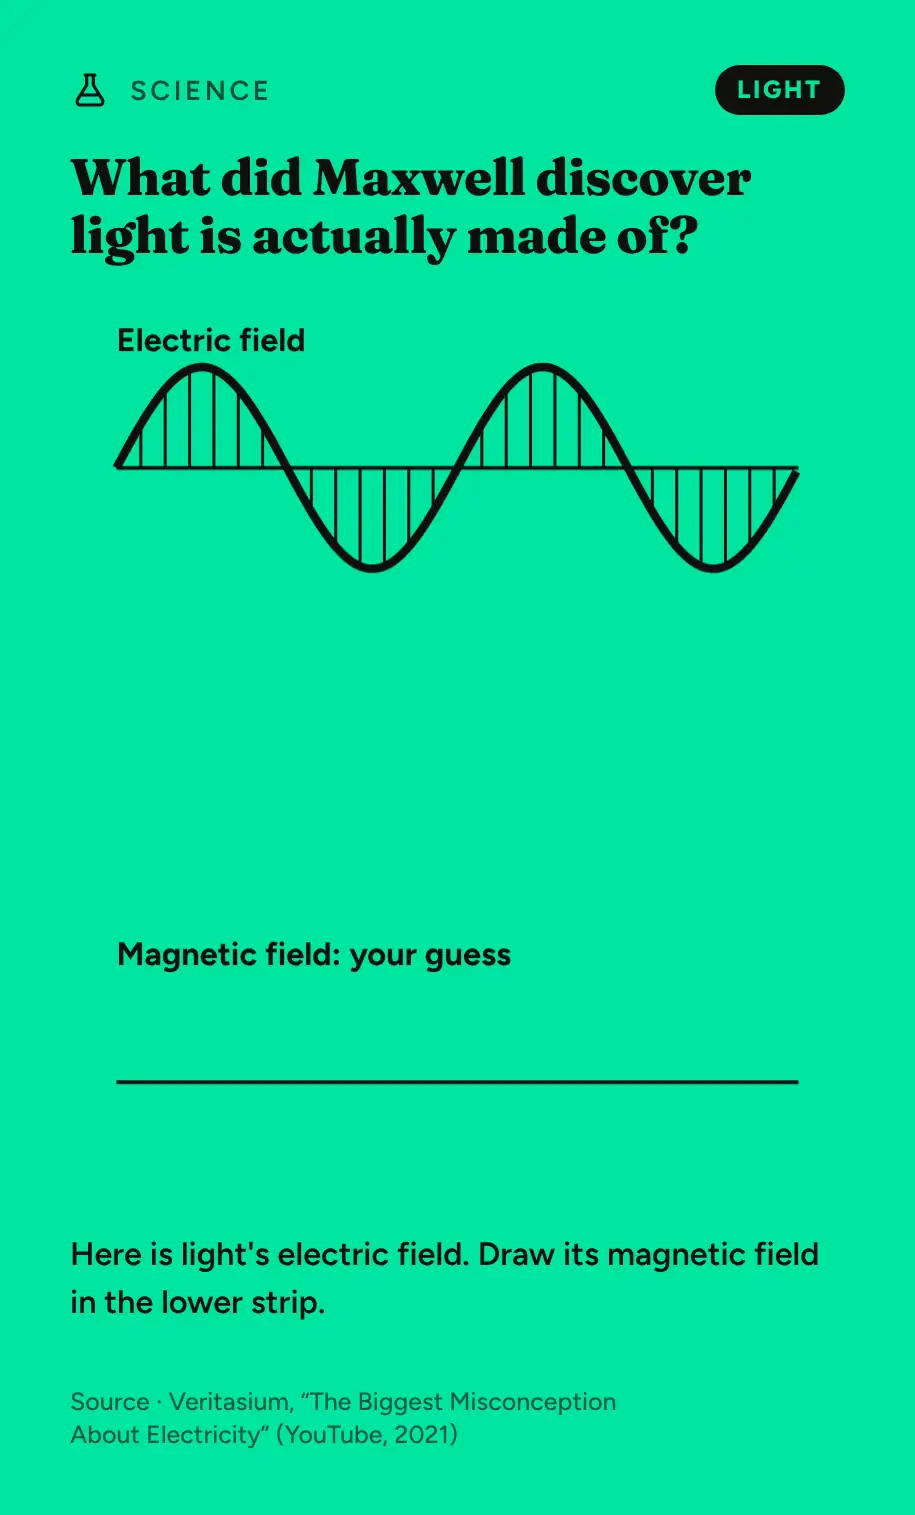 SCIENCE
LIGHT
What did Maxwell discover
light is actually made of?
Electric field
Magnetic field: your guess
Here is light's electric field. Draw its magnetic field
in the lower strip.
Source · Veritasium, “The Biggest Misconception
About Electricity” (YouTube, 2021)